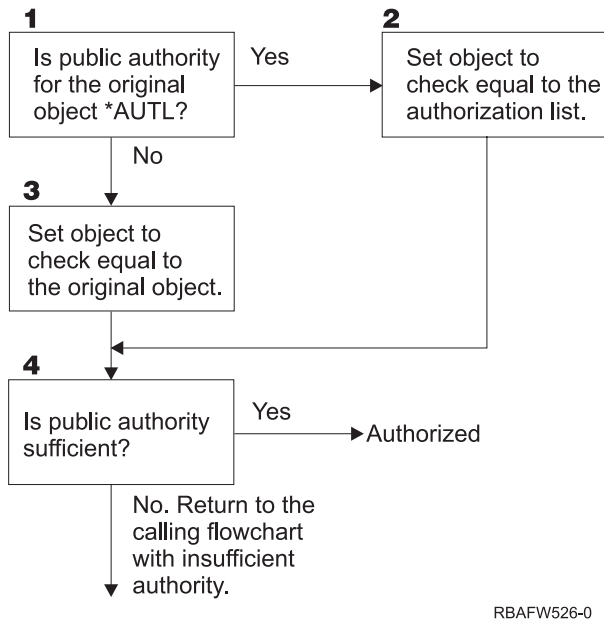 1
Is public authority
for the original
object *AUTL?
Yes
2
Set object to
check equal to the
authorization list.
No
3
Set object to
check equal to
the original object.
4
Is public authority
sufficient?
Yes
Authorized
No. Return to the
calling flowchart
with insufficient
authority.
RBAFW526-0